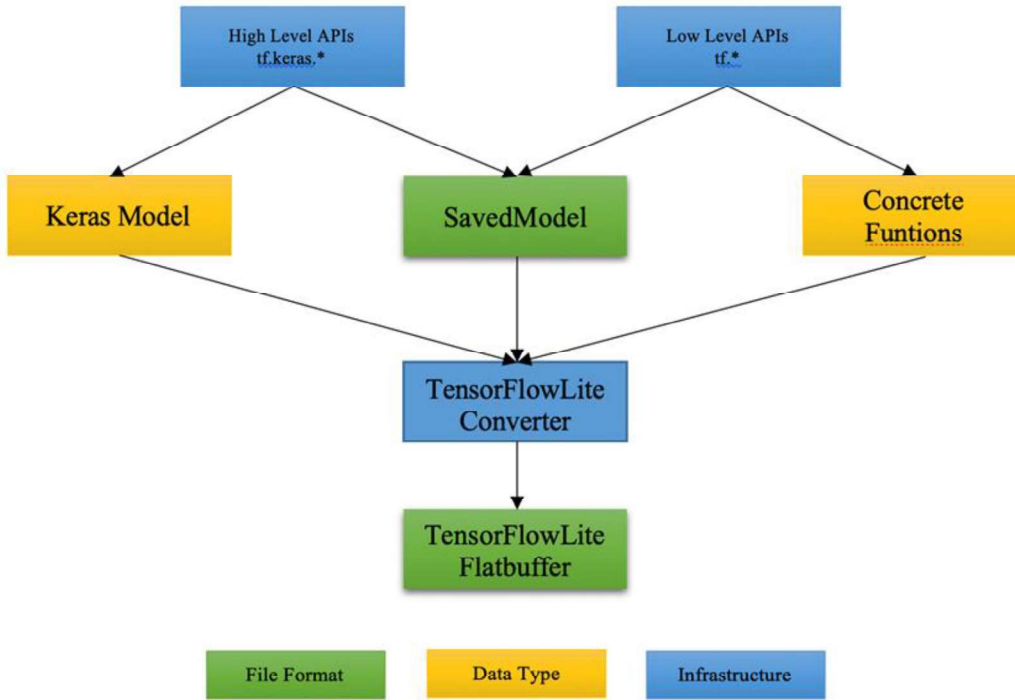 High Level APIs
tf.keras.*
Low Level APIs
tf.*
Keras Model
SavedModel
Concrete
Funtions
TensorFlowLite
Converter
TensorFlowLite
Flatbuffer
File Format
Data Type
Infrastructure